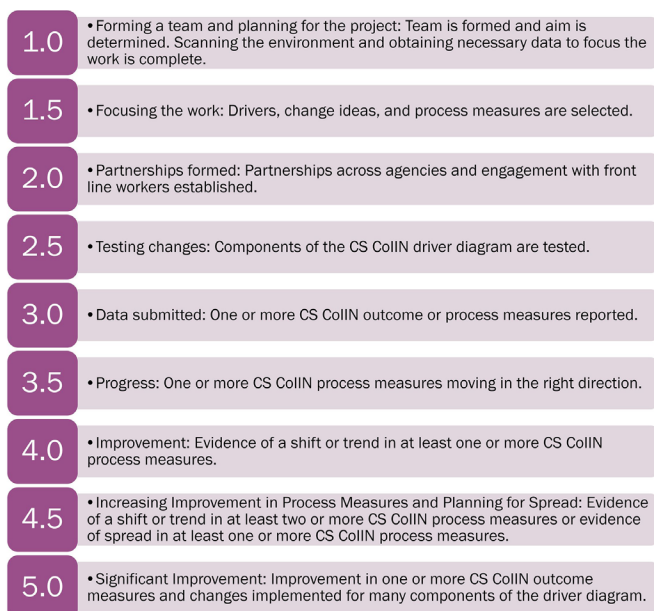 1.0
• Forming a team and planning for the project: Team is formed and aim is
determined. Scanning the environment and obtaining necessary data to focus the
work is complete.
1.5
• Focusing the work: Drivers, change ideas, and process measures are selected.
2.0
• Partnerships formed: Partnerships across agencies and engagement with front
line workers established.
2.5
• Testing changes: Components of the CS CoIIN driver diagram are tested.
3.0
• Data submitted: One or more CS CoIIN outcome or process measures reported.
3.5
• Progress: One or more CS CoIIN process measures moving in the right direction.
4.0
• Improvement: Evidence of a shift or trend in at least one or more CS CoIIN
process measures.
4.5
• Increasing Improvement in Process Measures and Planning for Spread: Evidence
of a shift or trend in at least two or more CS CoIIN process measures or evidence
of spread in at least one or more CS CoIIN process measures.
5.0
• Significant Improvement: Improvement in one or more CS CoIIN outcome
measures and changes implemented for many components of the driver diagram.